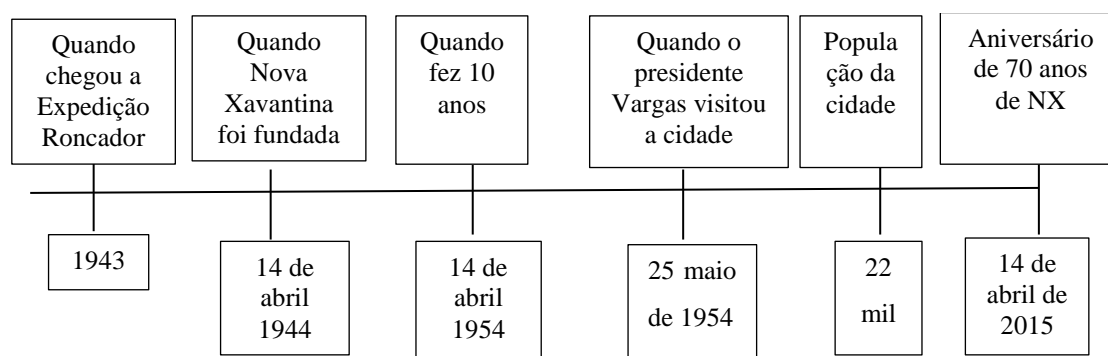 Quando
chegou a
Expedição
Roncador
Quando
Nova
Xavantina
foi fundada
Quando
fez 10
anos
Quando o
presidente
Vargas visitou
a cidade
Popula
ção da
cidade
Aniversário
de 70 anos
de NX
1943
14 de
abril
1944
14 de
abril
1954
25 maio
de 1954
22
mil
14 de
abril de
2015